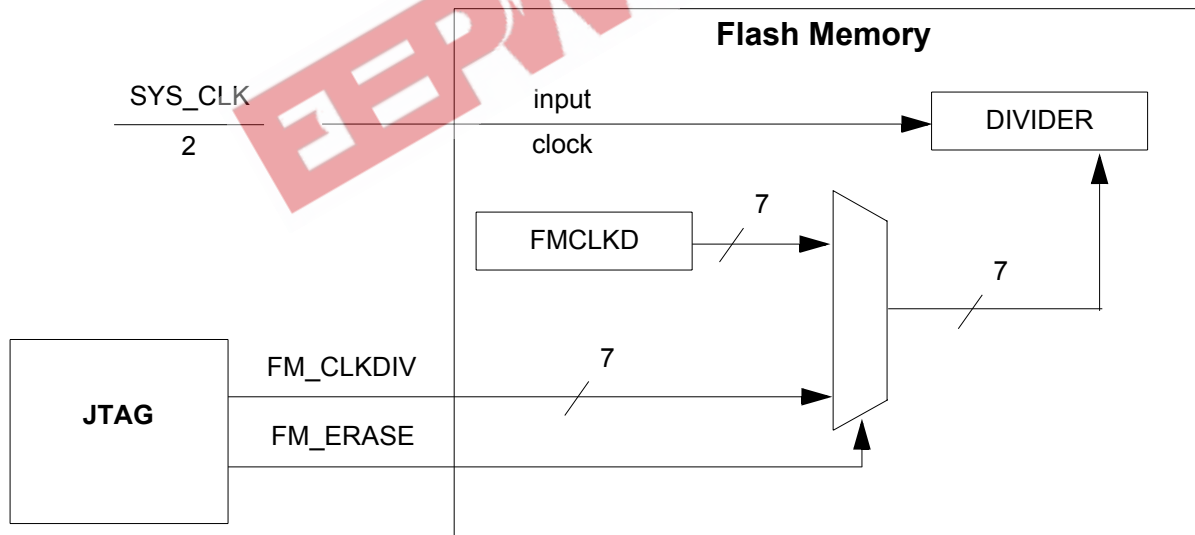 Flash Memory
SYS_CLK
2
input
clock
DIVIDER
FMCLKD
7
7
JTAG
FM_CLKDIV
7
FM_ERASE